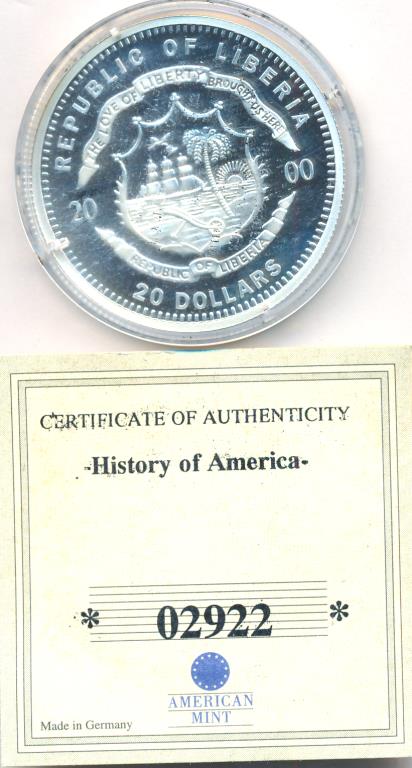 REPUBLIC OF LIBERIA
THE LOVE OF LIBERTY BROUGHT US HERE
20 00
REPUBLIC OF LIBERIA
20 DOLLARS
CERTIFICATE OF AUTHENTICITY
-History of America-
* 02922 *
AMERICAN
MINT
Made in Germany